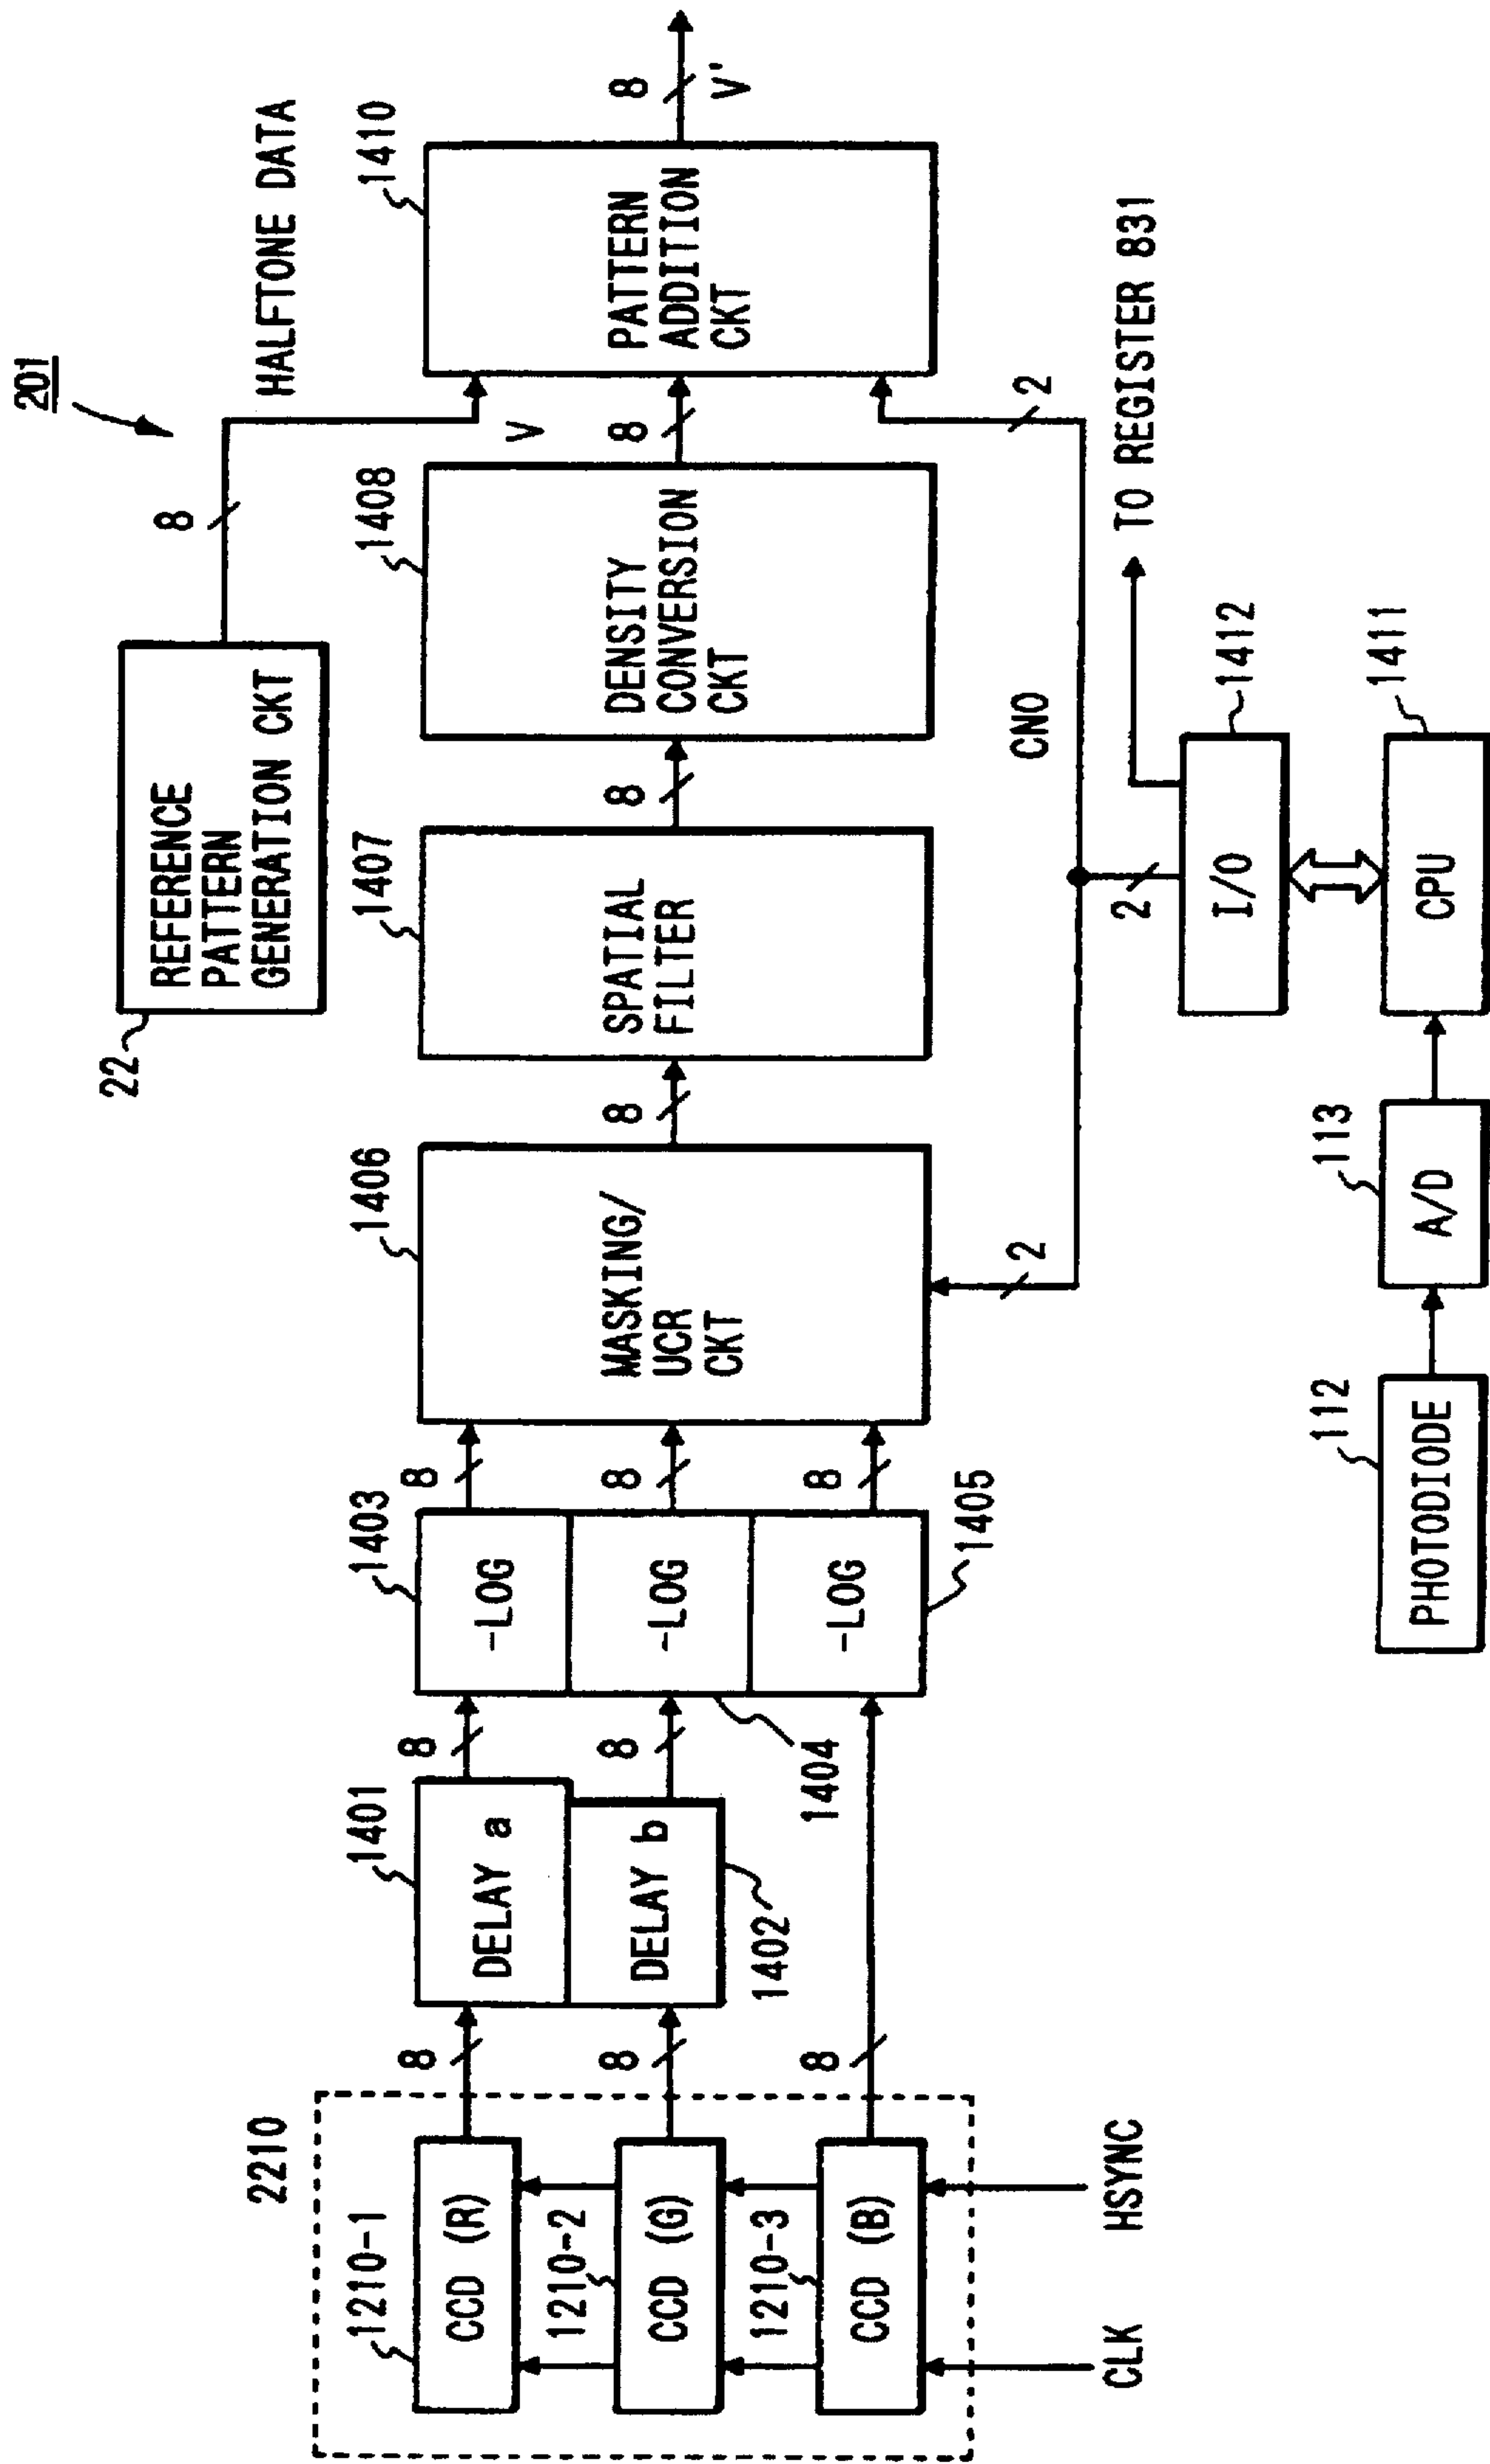 201
2210
1210-1
CCD (R)
1210-2
CCD (G)
1210-3
CCD (B)
CLK
HSYNC
8
8
8
1401
DELAY a
DELAY b
1402
8
8
1403
-LOG
-LOG
-LOG
1404
1405
8
8
8
1406
MASKING/
UCR
CKT
2
8
1407
SPATIAL
FILTER
8
1408
DENSITY
CONVERSION
CKT
V
8
22
REFERENCE
PATTERN
GENERATION CKT
8
HALFTONE DATA
1410
PATTERN
ADDITION
CKT
8
V'
2
CNO
2
TO REGISTER 831
I/O
1412
CPU
1411
113
A/D
112
PHOTODIODE